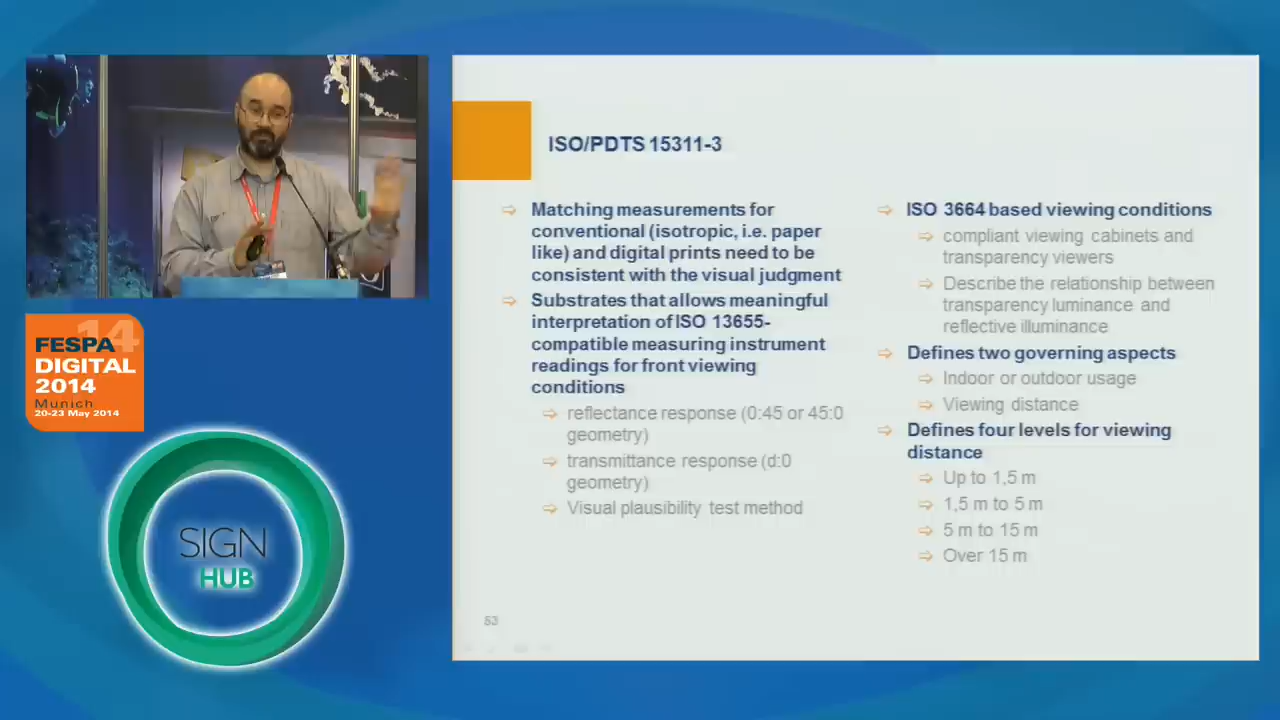 ISO/PDTS 15311-3
⇨ Matching measurements for
conventional (isotropic, i.e. paper
like) and digital prints need to be
consistent with the visual judgment
⇨ Substrates that allows meaningful
interpretation of ISO 13655-
compatible measuring instrument
readings for front viewing
conditions
⇨ reflectance response (0:45 or 45:0
geometry)
⇨ transmittance response (d:0
geometry)
⇨ Visual plausibility test method
⇨ ISO 3664 based viewing conditions
⇨ compliant viewing cabinets and
transparency viewers
⇨ Describe the relationship between
transparency luminance and
reflective illuminance
⇨ Defines two governing aspects
⇨ Indoor or outdoor usage
⇨ Viewing distance
⇨ Defines four levels for viewing
distance
⇨ Up to 1,5 m
⇨ 1,5 m to 5 m
⇨ 5 m to 15 m
⇨ Over 15 m
53
14
FESPA
DIGITAL
2014
Munich
20-23 May 2014
SIGN
HUB